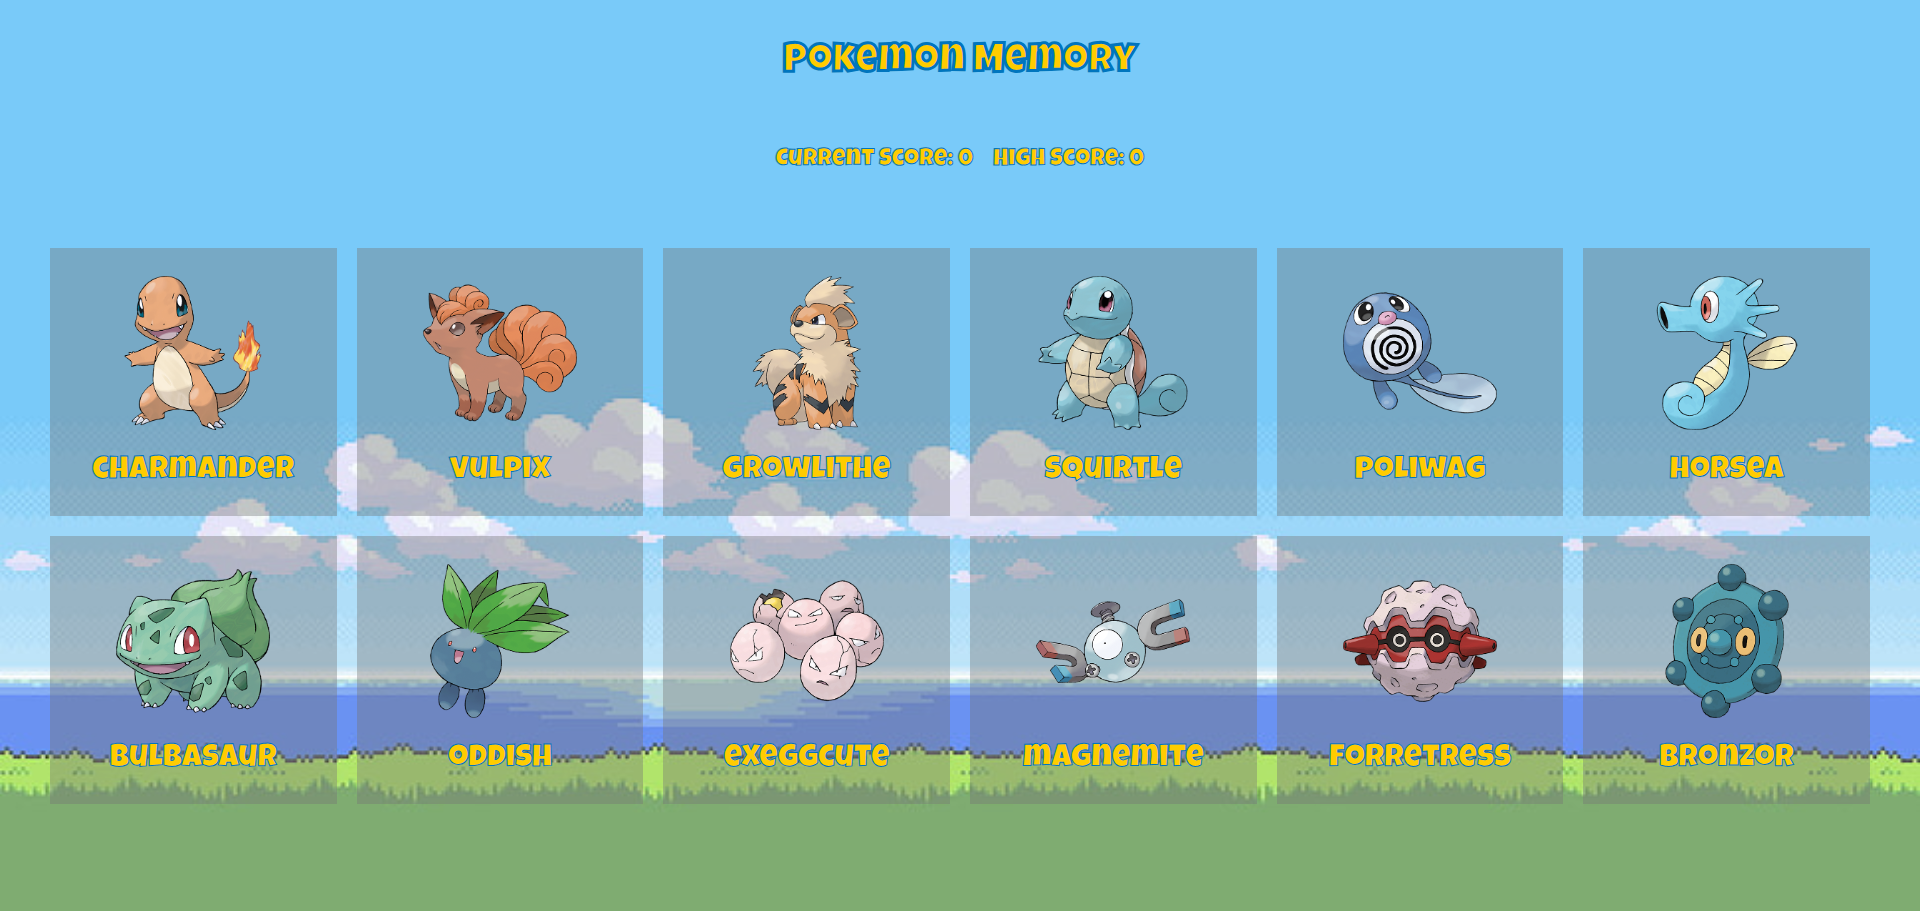 Pokemon Memory
Current Score: 0 High Score: 0
Charmander Vulpix Growlithe Squirtle Poliwag Horsea
Bulbasaur Oddish Exeggcute Magnemite Forretress Bronzor